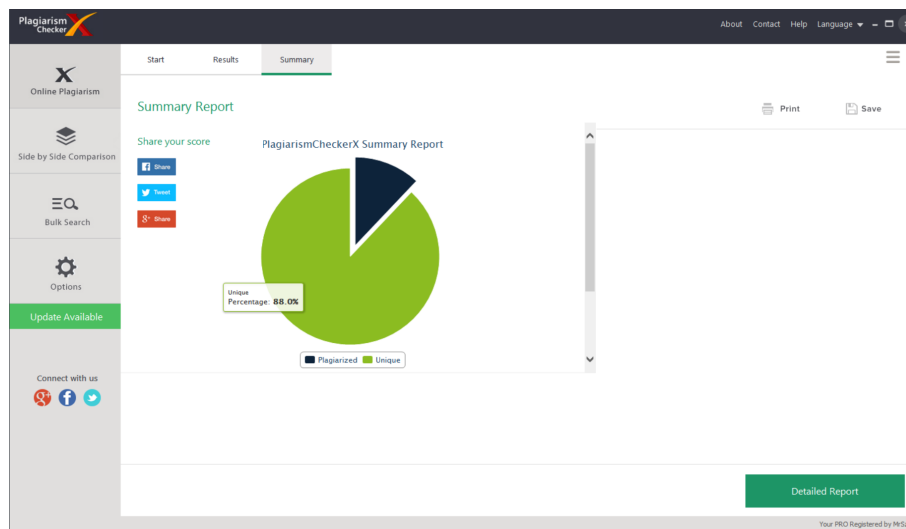 Plagiarism
Checker
About Contact Help Language
Start Results Summary
Online Plagiarism
Side by Side Comparison
Bulk Search
Options
Update Available
Connect with us
Summary Report
Print Save
Share your score
Share
Tweet
Share
PlagiarismCheckerX Summary Report
Unique
Percentage: 88.0%
Plagiarized Unique
Detailed Report
Your PRO Registered by